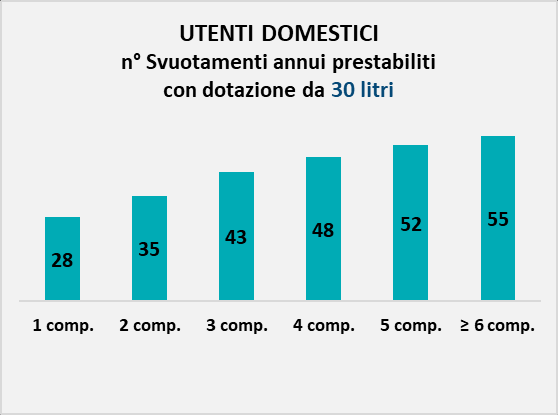 UTENTI DOMESTICI
n° Svuotamenti annui prestabiliti
con dotazione da 30 litri
28 35 43 48 52 55
1 comp. 2 comp. 3 comp. 4 comp. 5 comp. ≥ 6 comp.